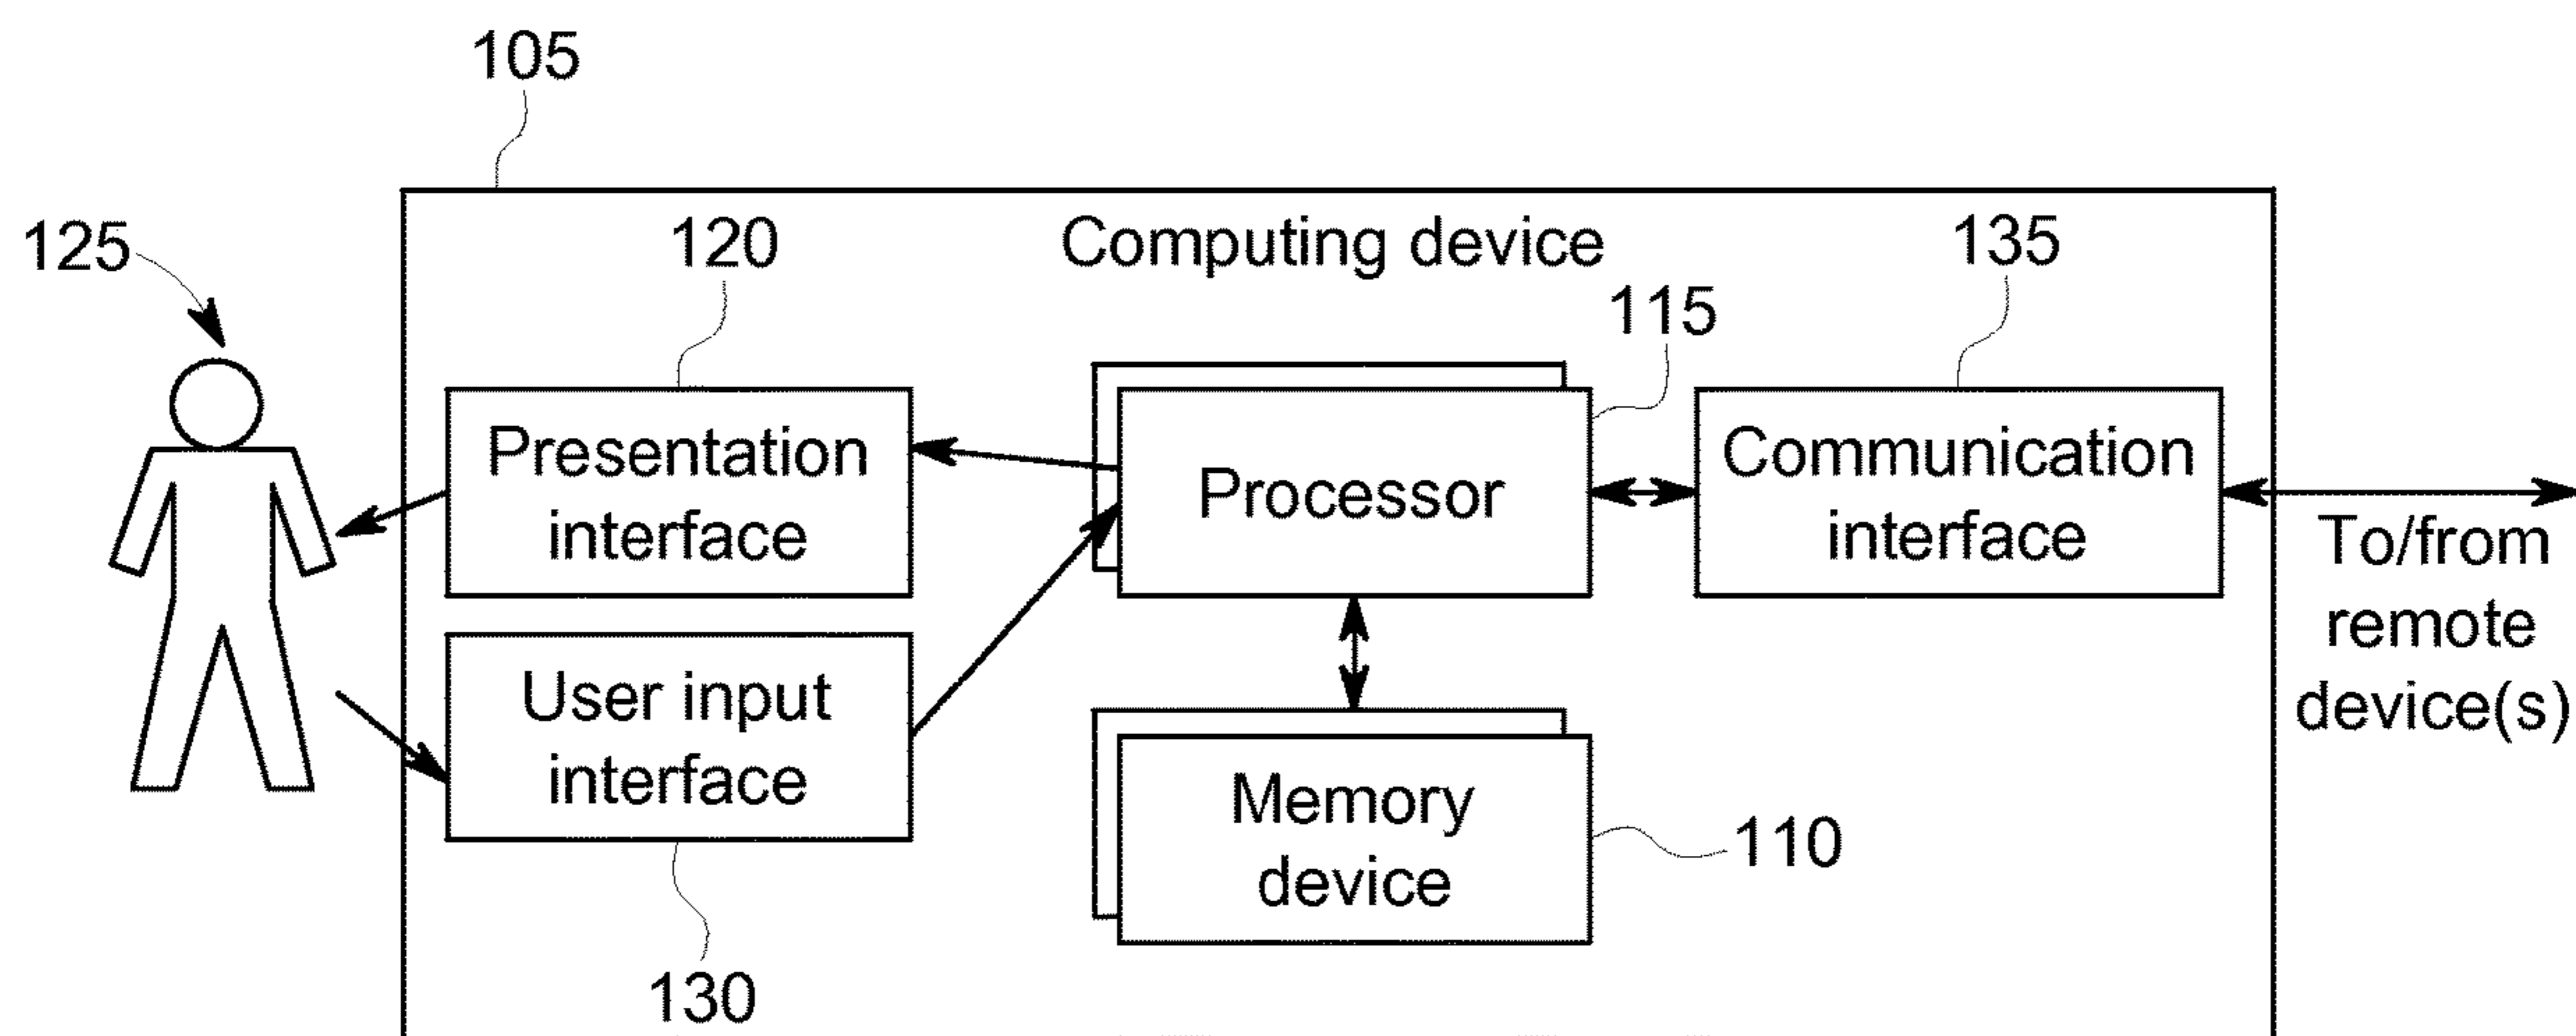 105
125
120
Computing device
135
115
Presentation
interface
Processor
Communication
interface
To/from
remote
device(s)
User input
interface
Memory
device
110
130